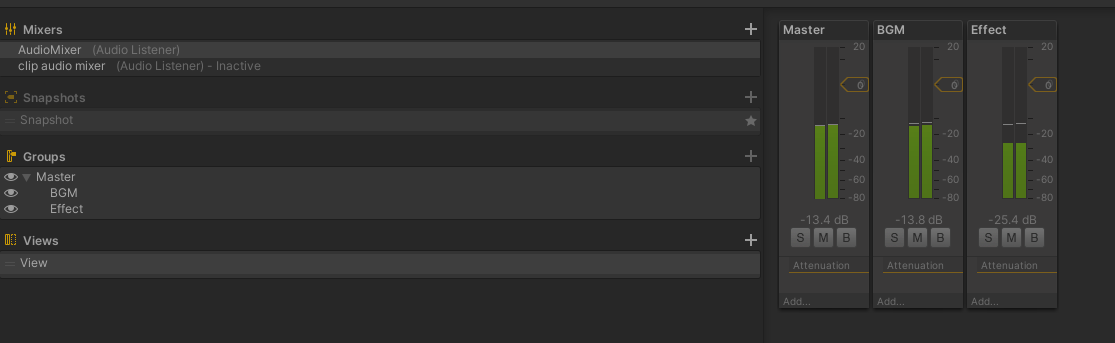 Mixers
AudioMixer (Audio Listener)
clip audio mixer (Audio Listener) - Inactive
Snapshots
Snapshot
Groups
Master
BGM
Effect
Views
View
Master
20
0
-20
-40
-60
-80
-13.4 dB
S M B
Attenuation
Add...
BGM
20
0
-20
-40
-60
-80
-13.8 dB
S M B
Attenuation
Add...
Effect
20
0
-20
-40
-60
-80
-25.4 dB
S M B
Attenuation
Add...